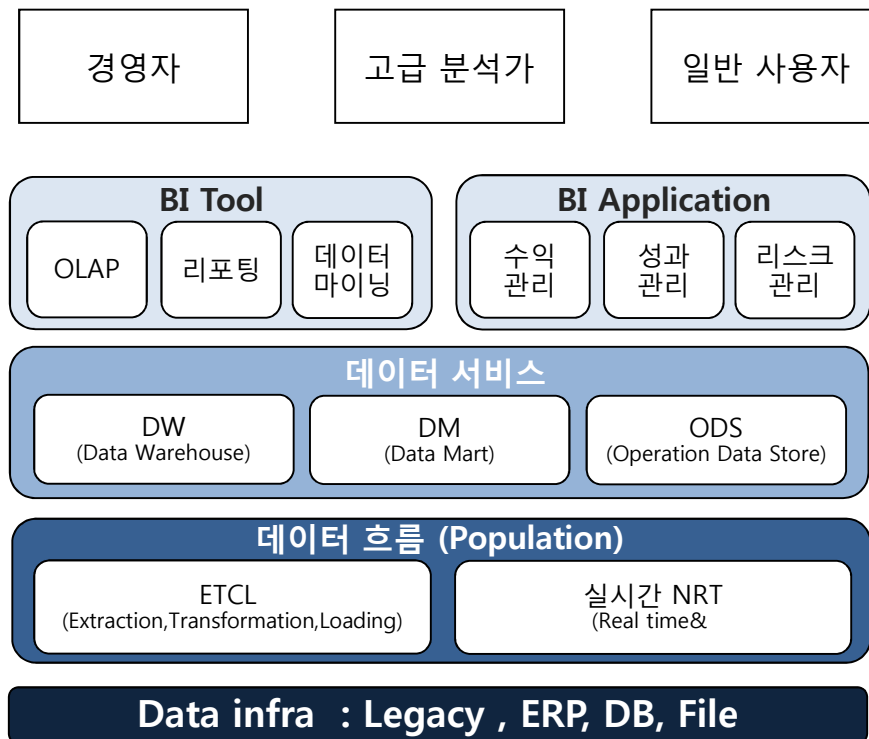 경영자
고급 분석가
일반 사용자
BI Tool
BI Application
OLAP
리포팅
데이터
마이닝
수익
관리
성과
관리
리스크
관리
데이터 서비스
DW
(Data Warehouse)
DM
(Data Mart)
ODS
(Operation Data Store)
데이터 흐름 (Population)
ETCL
(Extraction,Transformation,Loading)
실시간 NRT
(Real time&
Data infra : Legacy , ERP, DB, File